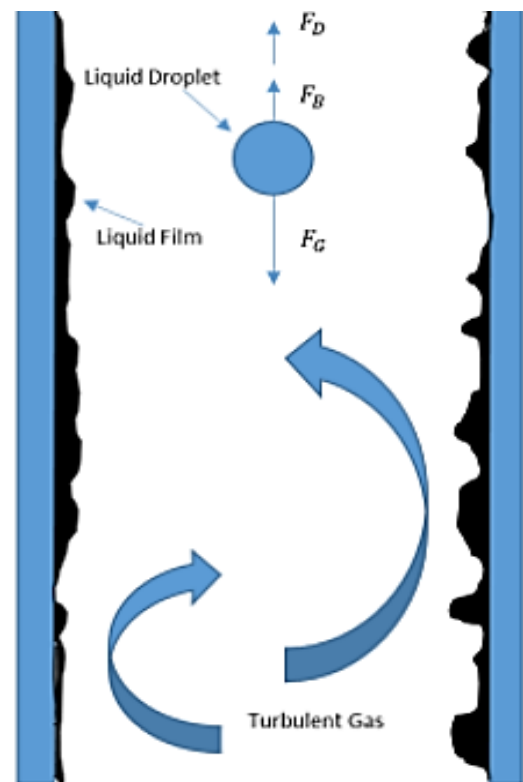 F_D
Liquid Droplet
F_B
Liquid Film
F_G
Turbulent Gas